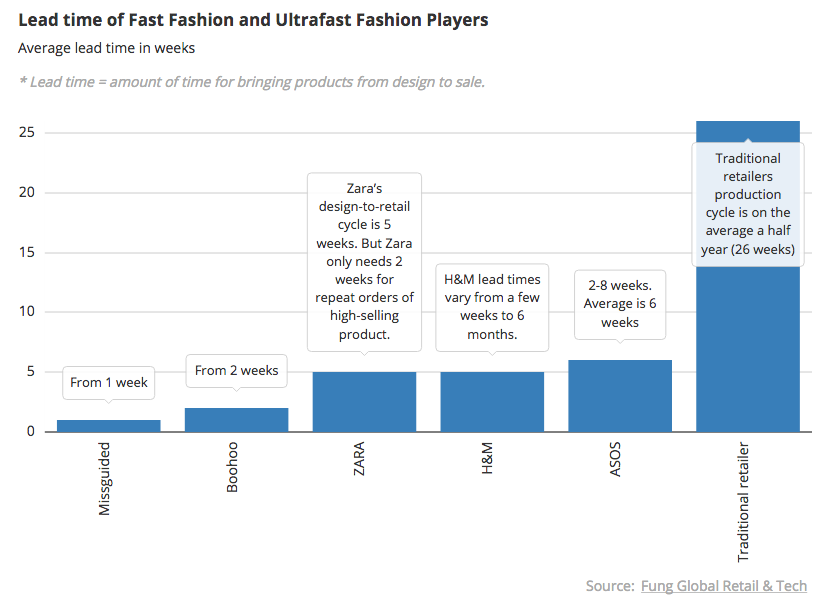 Lead time of Fast Fashion and Ultrafast Fashion Players
Average lead time in weeks
* Lead time = amount of time for bringing products from design to sale.
25
20
15
10
5
0
From 1 week
From 2 weeks
Zara's
design-to-retail
cycle is 5
weeks. But Zara
only needs 2
weeks for
repeat orders of
high-selling
product.
H&M lead times
vary from a few
weeks to 6
months.
2-8 weeks.
Average is 6
weeks
Traditional
retailers
production
cycle is on the
average a half
year (26 weeks)
Missguided
Boohoo
ZARA
H&M
ASOS
Traditional retailer
Source: Fung Global Retail & Tech